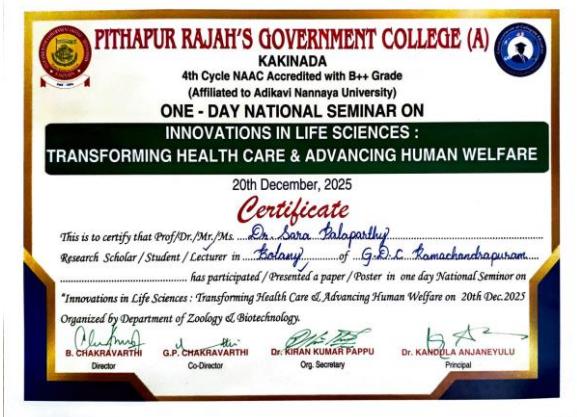 PITHAPUR RAJAH'S GOVERNMENT COLLEGE (A)
KAKINADA
4th Cycle NAAC Accredited with B++ Grade
(Affiliated to Adikavi Nannaya University)
ONE - DAY NATIONAL SEMINAR ON
INNOVATIONS IN LIFE SCIENCES :
TRANSFORMING HEALTH CARE & ADVANCING HUMAN WELFARE
20th December, 2025
Certificate
This is to certify that Prof/Dr./Mr./Ms. Dr. Sara Palaparthy
Research Scholar / Student / Lecturer in Botany of G.D.C Ramachandrapuram
has participated / Presented a paper / Poster in one day National Seminar on
"Innovations in Life Sciences : Transforming Health Care & Advancing Human Welfare on 20th Dec.2025
Organized by Department of Zoology & Biotechnology.
B. CHAKRAVARTHI G.P. CHAKRAVARTHI Dr. KIRAN KUMAR PAPPU Dr. KANDULA ANJANEYULU
Director Co-Director Org. Secretary Principal